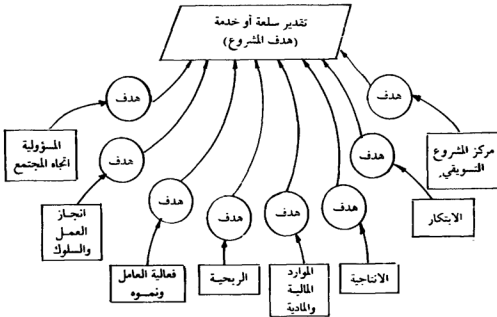 تقدير سلعة أو خدمة
(هدف المشروع)
هدف
هدف
هدف
هدف
هدف
هدف
هدف
هدف
مركز المشروع
التسويقي.
الابتكار
الانتاجية
الموارد
المالية
والمادية
الربحية
فعالية العامل
ونموه
انجاز
العمل
والسلوك
المسؤولية
اتجاه المجتمع